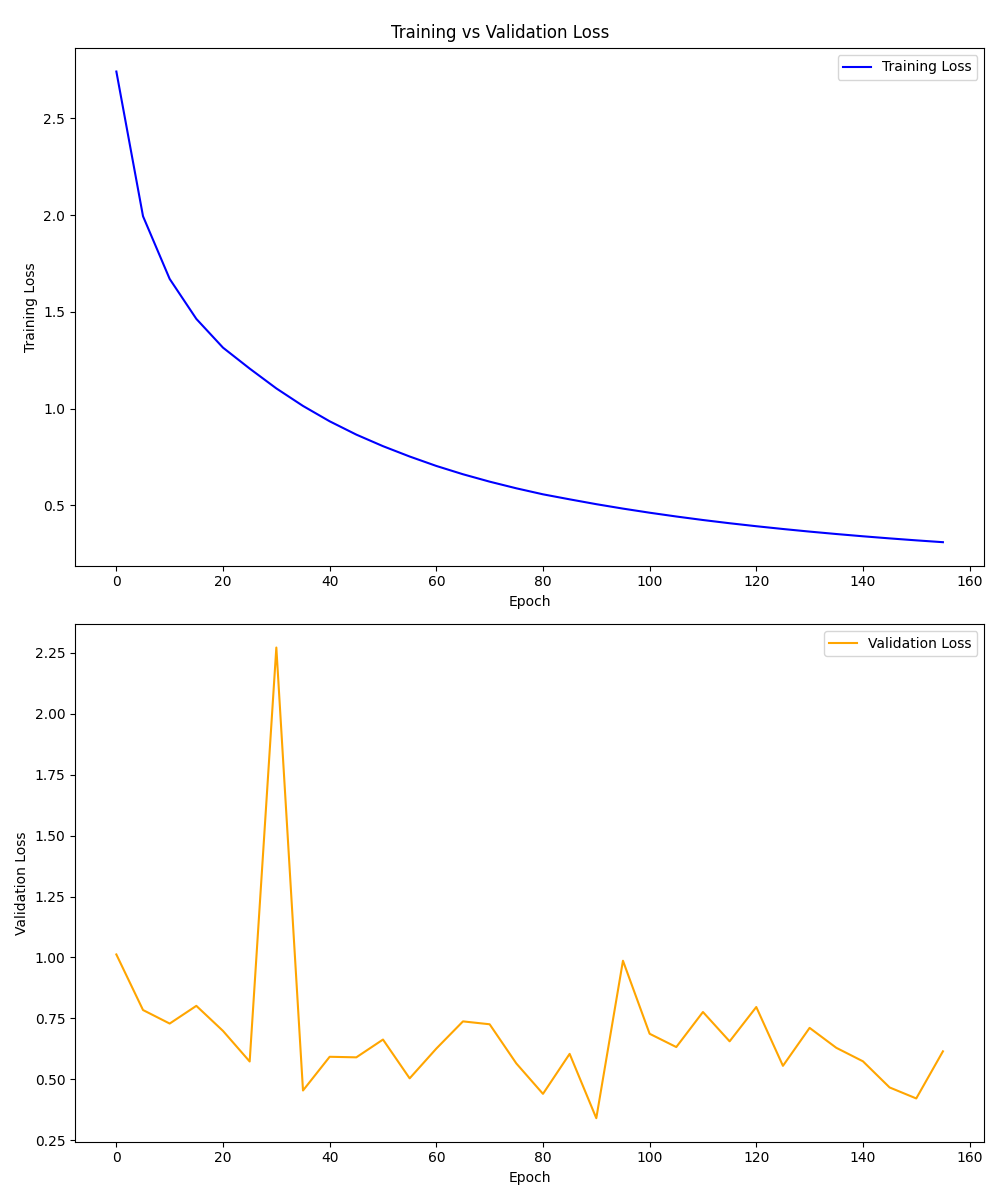 Training vs Validation Loss
Training Loss
2.5
2.0
1.5
1.0
0.5
Training Loss
0 20 40 60 80 100 120 140 160
Epoch
Validation Loss
2.25
2.00
1.75
1.50
1.25
1.00
0.75
0.50
0.25
Validation Loss
0 20 40 60 80 100 120 140 160
Epoch